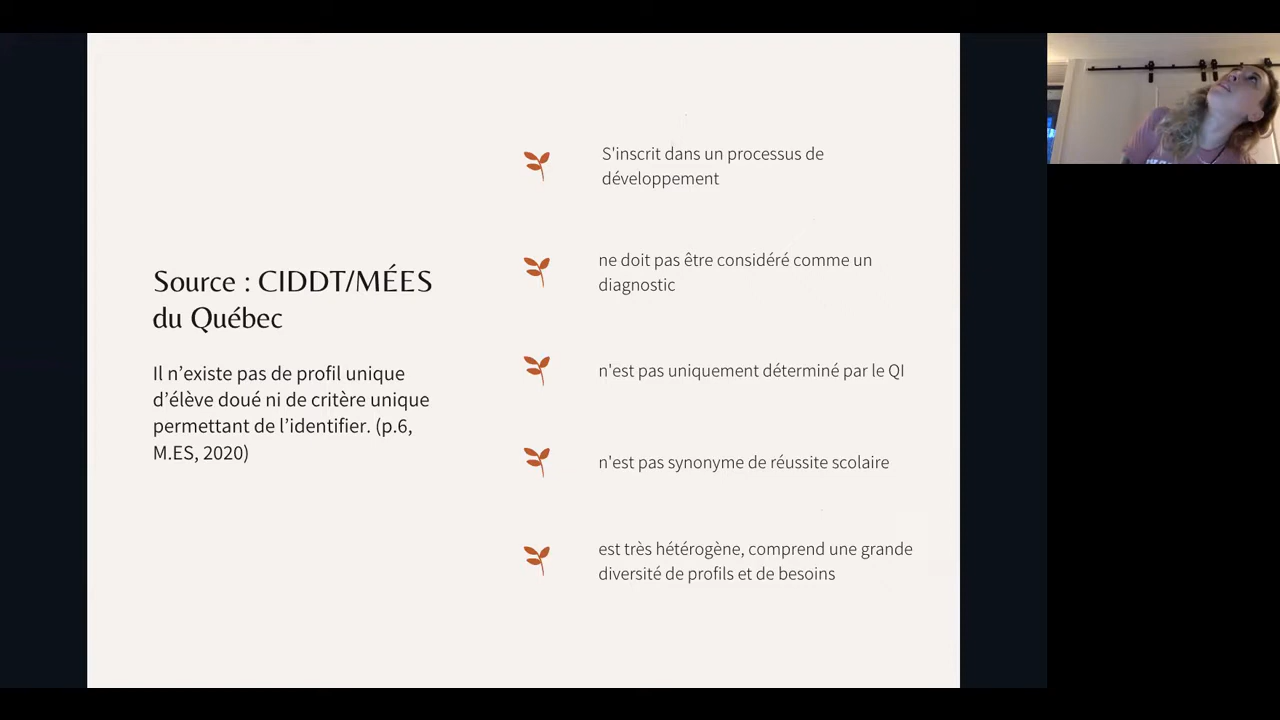 Source : CIDDT/MÉES
du Québec
Il n’existe pas de profil unique
d’élève doué ni de critère unique
permettant de l’identifier. (p.6,
M.ES, 2020)
S'inscrit dans un processus de
développement
ne doit pas être considéré comme un
diagnostic
n'est pas uniquement déterminé par le QI
n'est pas synonyme de réussite scolaire
est très hétérogène, comprend une grande
diversité de profils et de besoins